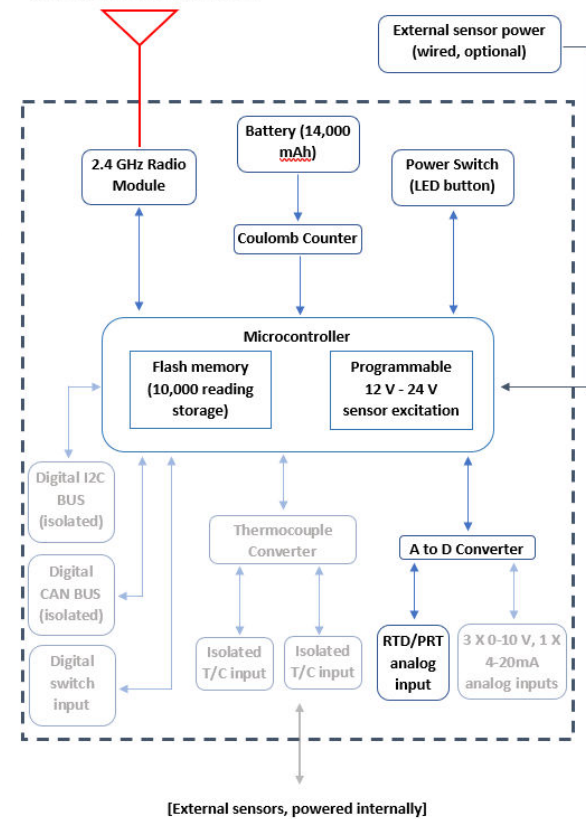 External sensor power
(wired, optional)
Battery (14,000
mAh)
2.4 GHz Radio
Module
Power Switch
(LED button)
Coulomb Counter
Microcontroller
Flash memory
(10,000 reading
storage)
Programmable
12 V - 24 V
sensor excitation
Digital I2C
BUS
(isolated)
Thermocouple
Converter
A to D Converter
Digital
CAN BUS
(isolated)
Isolated
T/C input
Isolated
T/C input
RTD/PRT
analog
input
3 X 0-10 V, 1 X
4-20mA
analog inputs
Digital
switch
input
[External sensors, powered internally]